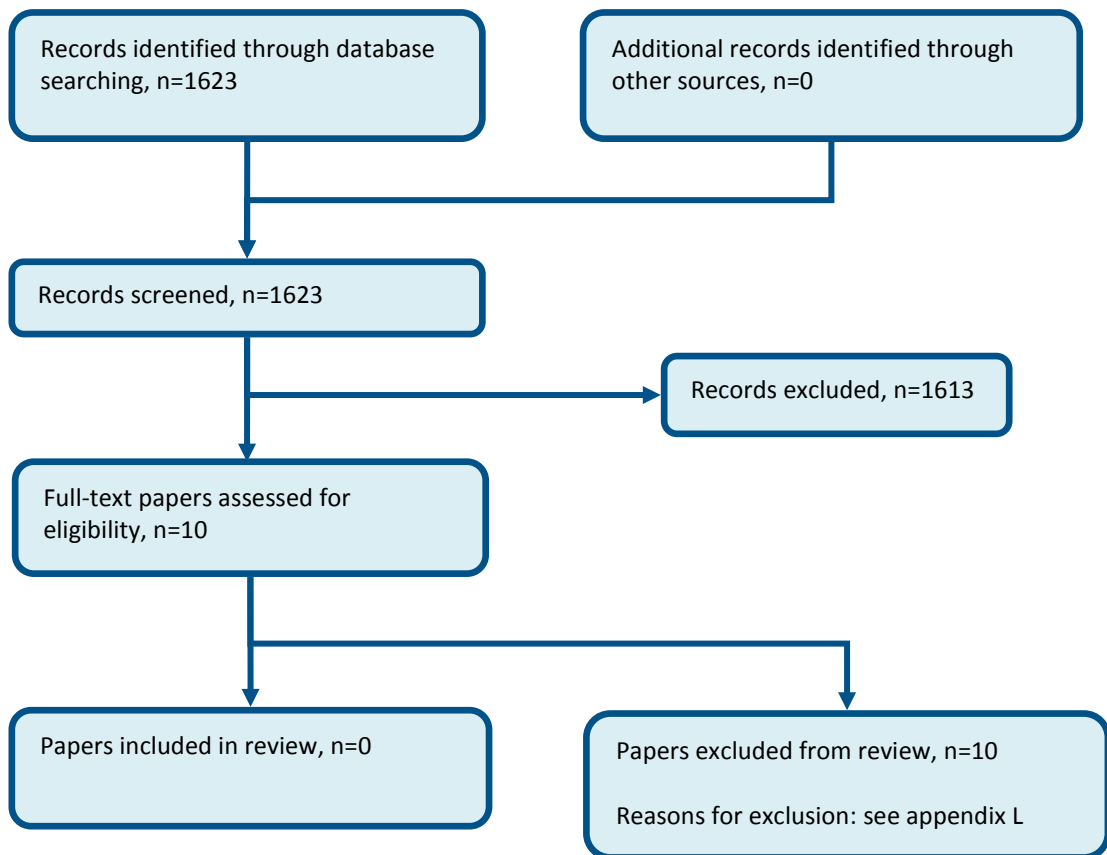 Records identified through database
searching, n=1623
Additional records identified through
other sources, n=0
Records screened, n=1623
Records excluded, n=1613
Full-text papers assessed for
eligibility, n=10
Papers included in review, n=0
Papers excluded from review, n=10
Reasons for exclusion: see appendix L